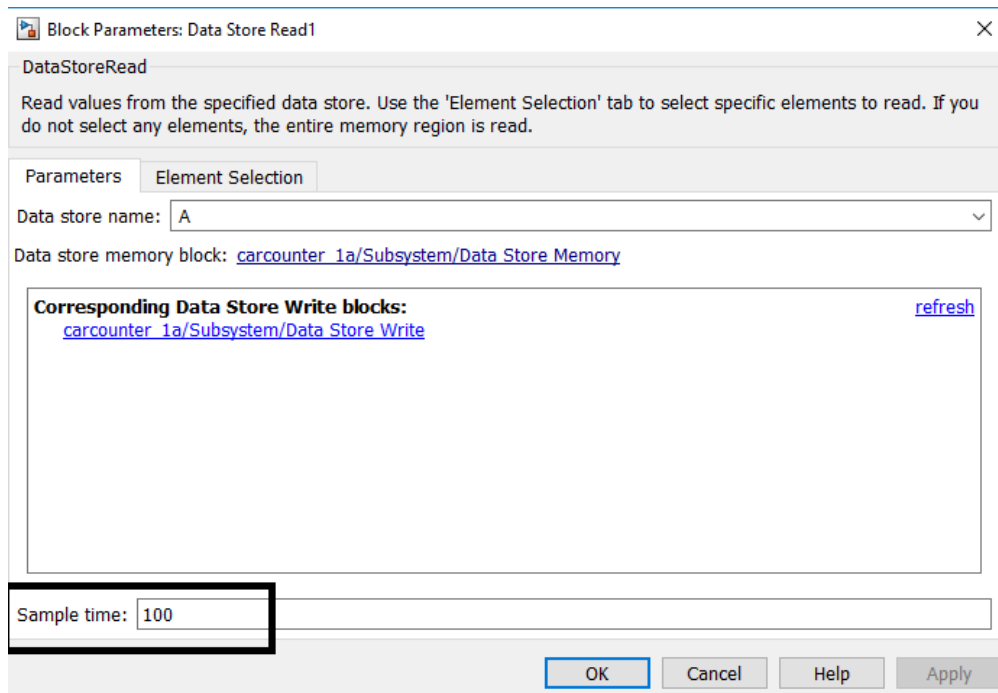 Block Parameters: Data Store Read1
DataStoreRead
Read values from the specified data store. Use the 'Element Selection' tab to select specific elements to read. If you
do not select any elements, the entire memory region is read.
Parameters Element Selection
Data store name: A
Data store memory block: carcounter_1a/Subsystem/Data Store Memory
Corresponding Data Store Write blocks: refresh
carcounter_1a/Subsystem/Data Store Write
Sample time: 100
OK Cancel Help Apply